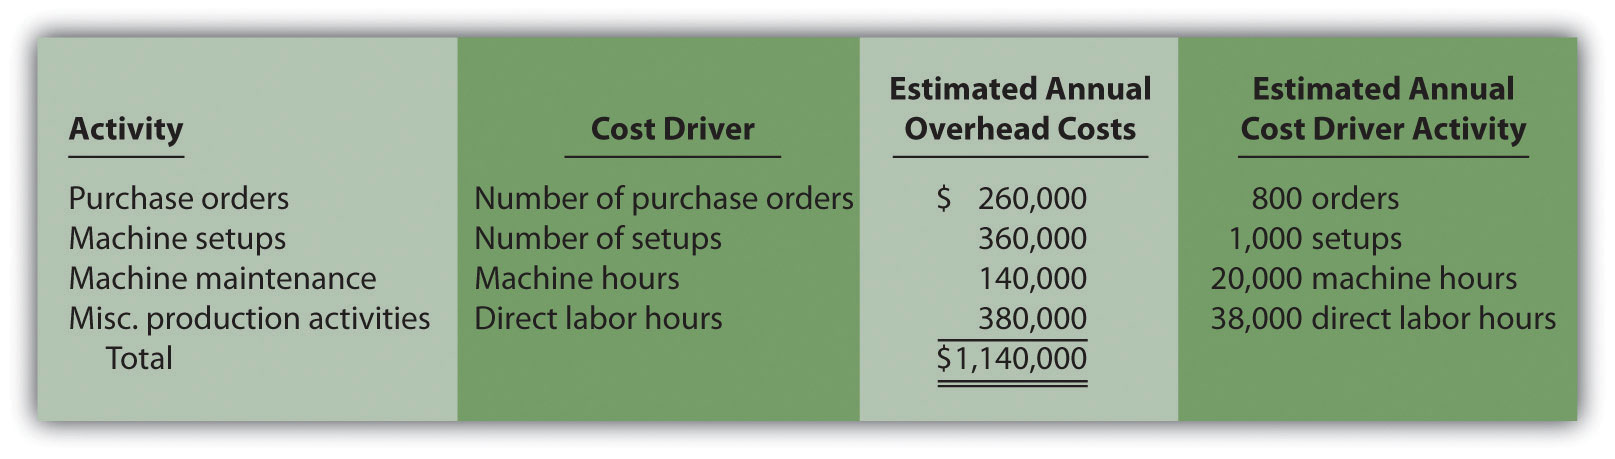 Activity Cost Driver Estimated Annual Overhead Costs Estimated Annual Cost Driver Activity
Purchase orders Number of purchase orders $ 260,000 800 orders
Machine setups Number of setups 360,000 1,000 setups
Machine maintenance Machine hours 140,000 20,000 machine hours
Misc. production activities Direct labor hours 380,000 38,000 direct labor hours
Total $1,140,000